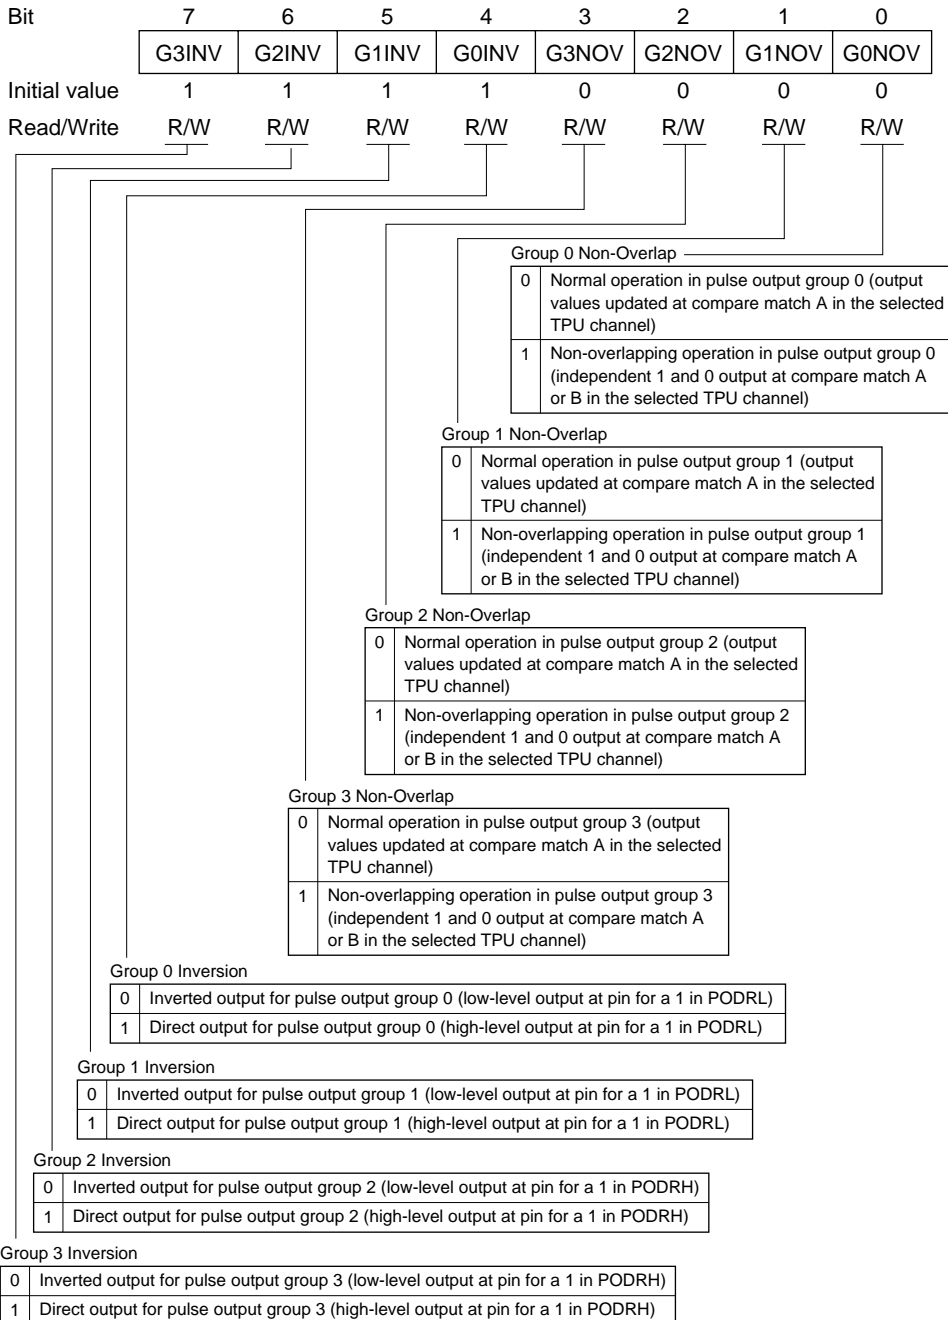 Bit 7 6 5 4 3 2 1 0
G3INV G2INV G1INV G0INV G3NOV G2NOV G1NOV G0NOV
Initial value 1 1 1 1 0 0 0 0
Read/Write R/W R/W R/W R/W R/W R/W R/W R/W
Group 0 Non-Overlap
0 Normal operation in pulse output group 0 (output
values updated at compare match A in the selected
TPU channel)
1 Non-overlapping operation in pulse output group 0
(independent 1 and 0 output at compare match A
or B in the selected TPU channel)
Group 1 Non-Overlap
0 Normal operation in pulse output group 1 (output
values updated at compare match A in the selected
TPU channel)
1 Non-overlapping operation in pulse output group 1
(independent 1 and 0 output at compare match A
or B in the selected TPU channel)
Group 2 Non-Overlap
0 Normal operation in pulse output group 2 (output
values updated at compare match A in the selected
TPU channel)
1 Non-overlapping operation in pulse output group 2
(independent 1 and 0 output at compare match A
or B in the selected TPU channel)
Group 3 Non-Overlap
0 Normal operation in pulse output group 3 (output
values updated at compare match A in the selected
TPU channel)
1 Non-overlapping operation in pulse output group 3
(independent 1 and 0 output at compare match A
or B in the selected TPU channel)
Group 0 Inversion
0 Inverted output for pulse output group 0 (low-level output at pin for a 1 in PODRL)
1 Direct output for pulse output group 0 (high-level output at pin for a 1 in PODRL)
Group 1 Inversion
0 Inverted output for pulse output group 1 (low-level output at pin for a 1 in PODRL)
1 Direct output for pulse output group 1 (high-level output at pin for a 1 in PODRL)
Group 2 Inversion
0 Inverted output for pulse output group 2 (low-level output at pin for a 1 in PODRH)
1 Direct output for pulse output group 2 (high-level output at pin for a 1 in PODRH)
Group 3 Inversion
0 Inverted output for pulse output group 3 (low-level output at pin for a 1 in PODRH)
1 Direct output for pulse output group 3 (high-level output at pin for a 1 in PODRH)